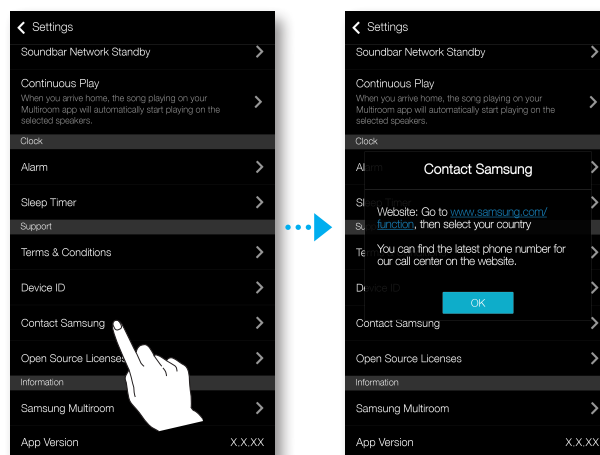 Settings
Soundbar Network Standby
Continuous Play
When you arrive home, the song playing on your
Multiroom app will automatically start playing on the
selected speakers.
Clock
Alarm
Sleep Timer
Support
Terms & Conditions
Device ID
Contact Samsung
Open Source Licenses
Information
Samsung Multiroom
App Version X.X.XX
Settings
Soundbar Network Standby
Continuous Play
When you arrive home, the song playing on your
Multiroom app will automatically start playing on the
selected speakers.
Clock
Alarm
Contact Samsung
Sleep Timer
Website: Go to www.samsung.com/
function, then select your country
You can find the latest phone number for
our call center on the website.
Device ID
OK
Contact Samsung
Open Source Licenses
Information
Samsung Multiroom
App Version X.X.XX